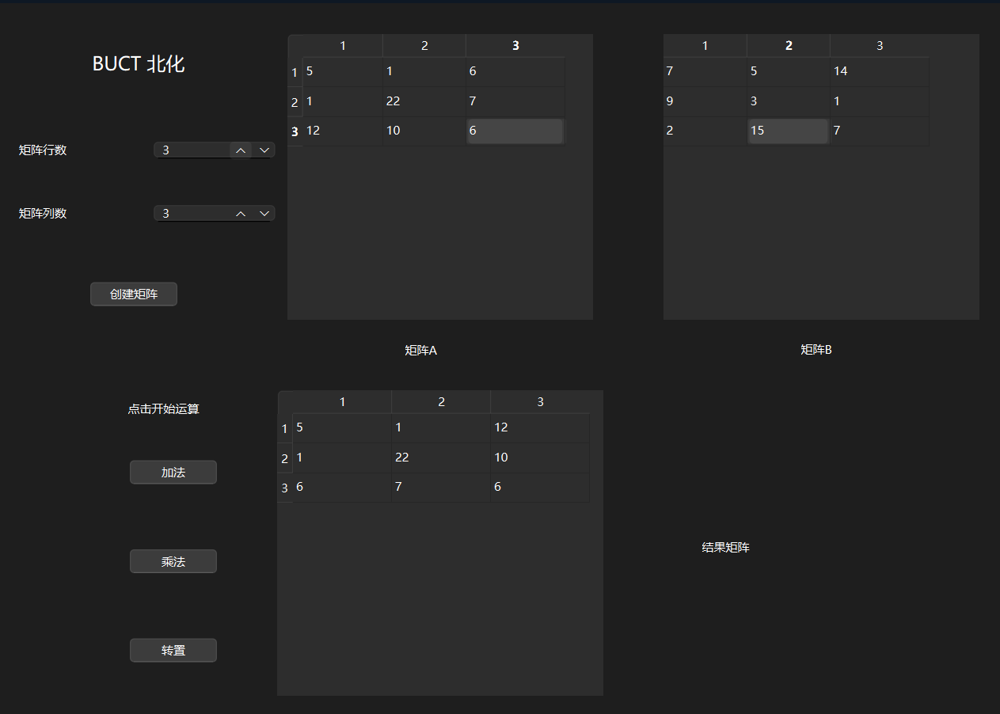 BUCT 北化
矩阵行数 3
矩阵列数 3
创建矩阵
1 2 3
1 5 1 6
2 1 22 7
3 12 10 6
矩阵A
1 2 3
7 5 14
9 3 1
2 15 7
矩阵B
点击开始运算
加法
乘法
转置
1 2 3
1 5 1 12
2 1 22 10
3 6 7 6
结果矩阵